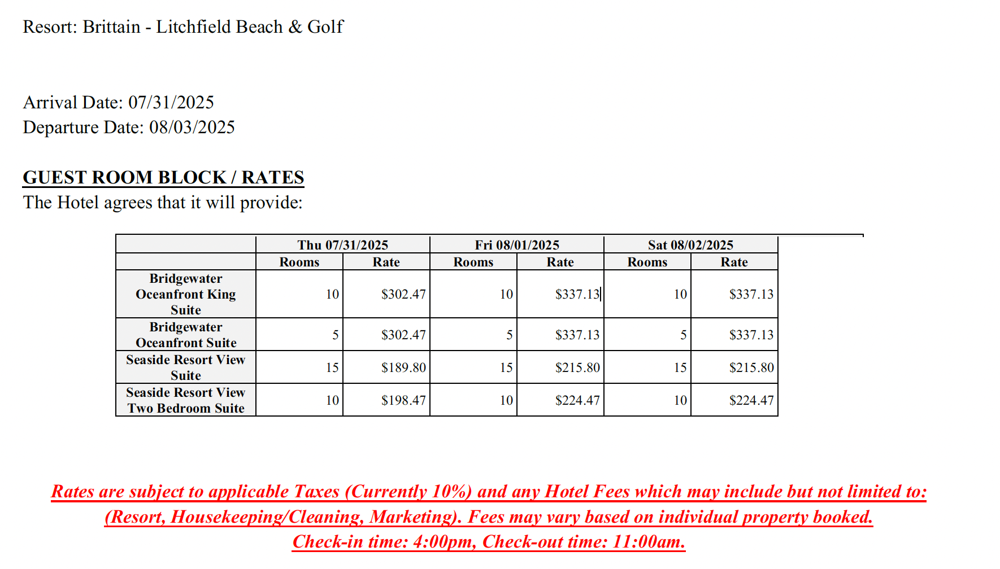 Resort: Brittain - Litchfield Beach & Golf
Arrival Date: 07/31/2025
Departure Date: 08/03/2025
GUEST ROOM BLOCK / RATES
The Hotel agrees that it will provide:
Thu 07/31/2025 Fri 08/01/2025 Sat 08/02/2025
Rooms Rate Rooms Rate Rooms Rate
Bridgewater
Oceanfront King 10 $302.47 10 $337.13 10 $337.13
Suite
Bridgewater
Oceanfront Suite 5 $302.47 5 $337.13 5 $337.13
Seaside Resort View
Suite 15 $189.80 15 $215.80 15 $215.80
Seaside Resort View
Two Bedroom Suite 10 $198.47 10 $224.47 10 $224.47
Rates are subject to applicable Taxes (Currently 10%) and any Hotel Fees which may include but not limited to:
(Resort, Housekeeping/Cleaning, Marketing). Fees may vary based on individual property booked.
Check-in time: 4:00pm, Check-out time: 11:00am.